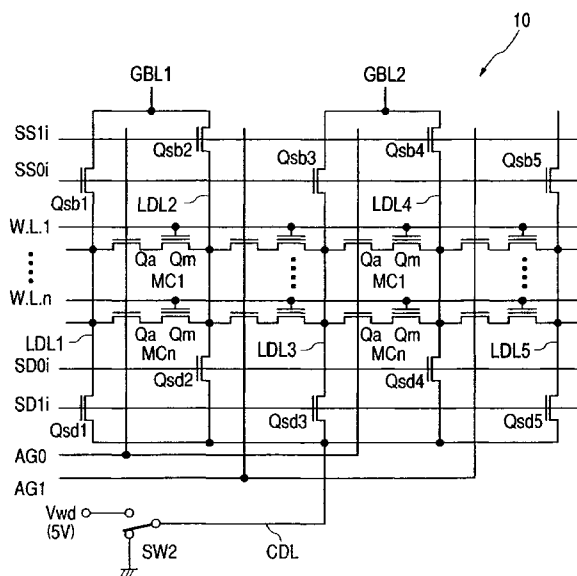 10
GBL1 GBL2
SS1i
Qsb2 Qsb3 Qsb4 Qsb5
SS0i
Qsb1 LDL2 LDL4
W.L.1
Qa Qm Qa Qm
MC1 MC1
W.L.n
Qa Qm Qa Qm
LDL1 MCn LDL3 MCn LDL5
SD0i
Qsd2 Qsd4
SD1i
Qsd1 Qsd3 Qsd5
AG0
AG1
Vwd
(5V)
SW2 CDL